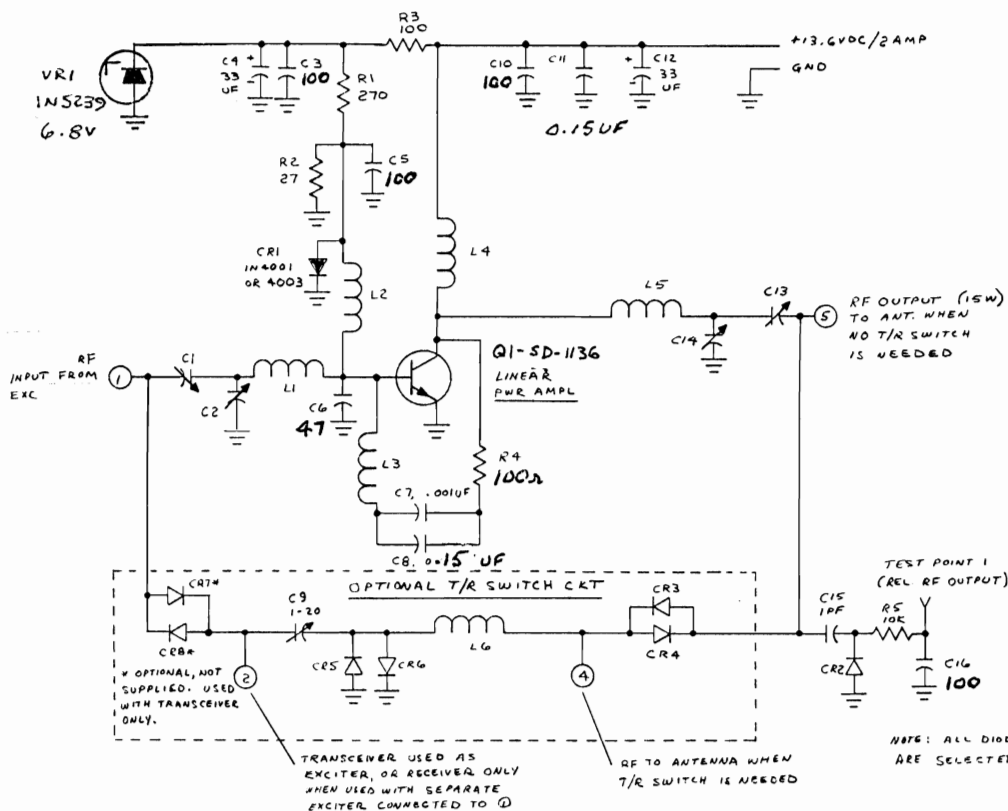 R3
100
+13.6VDC/2AMP
GND
VR1
1N5239
6.8V
C4
33
UF
+
-
C3
100
R1
270
C10
100
C11
0.15UF
C12
33
UF
+
-
R2
27
C5
100
CR1
1N4001
OR 4003
L2
L4
L5
C13
5
RF OUTPUT (15W)
TO ANT. WHEN
NO T/R SWITCH
IS NEEDED
C14
Q1-SD-1136
LINEAR
PWR AMPL
RF
INPUT FROM
EXC
1
C1
C2
L1
C6
47
L3
R4
100Ω
C7, .001UF
C8, 0.15 UF
OPTIONAL T/R SWITCH CKT
CR7*
CR8*
C9
1-20
CR5
CR6
L6
CR3
CR4
2
4
* OPTIONAL, NOT
SUPPLIED. USED
WITH TRANSCEIVER
ONLY.
TEST POINT 1
(REL. RF OUTPUT)
C15
1PF
R5
10K
CR2
C16
100
TRANSCEIVER USED AS
EXCITER, OR RECEIVER ONLY
WHEN USED WITH SEPARATE
EXCITER CONNECTED TO 1
RF TO ANTENNA WHEN
T/R SWITCH IS NEEDED
NOTE: ALL DIOD
ARE SELECTE